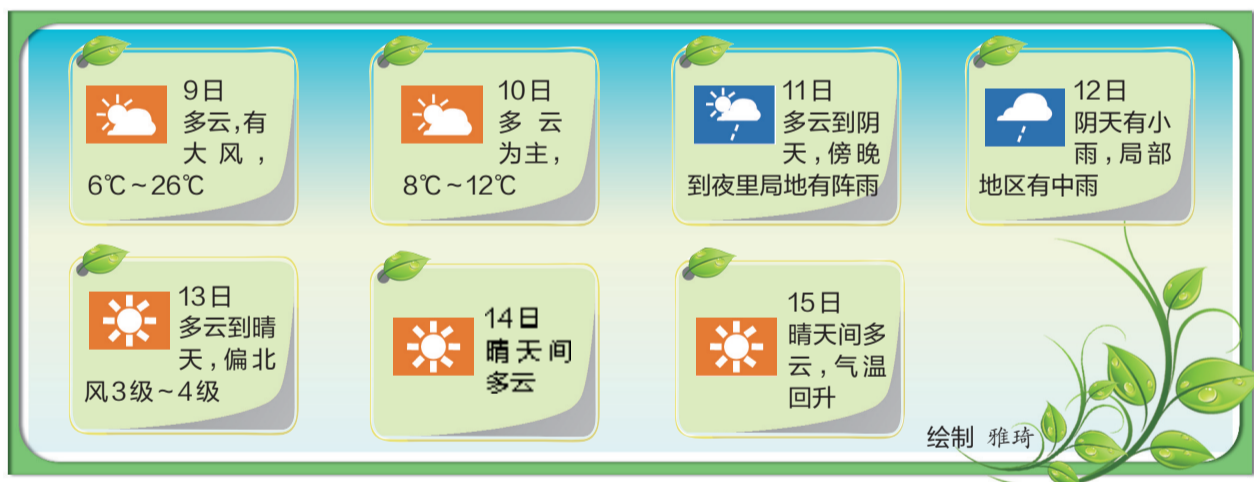 9日
多云,有
大风,
6℃~26℃
10日
多云
为主,
8℃~12℃
11日
多云到阴
天,傍晚
到夜里局地有阵雨
12日
阴天有小
雨,局部
地区有中雨
13日
多云到晴
天,偏北
风3级~4级
14日
晴天间
多云
15日
晴天间多
云,气温
回升
绘制 雅琦